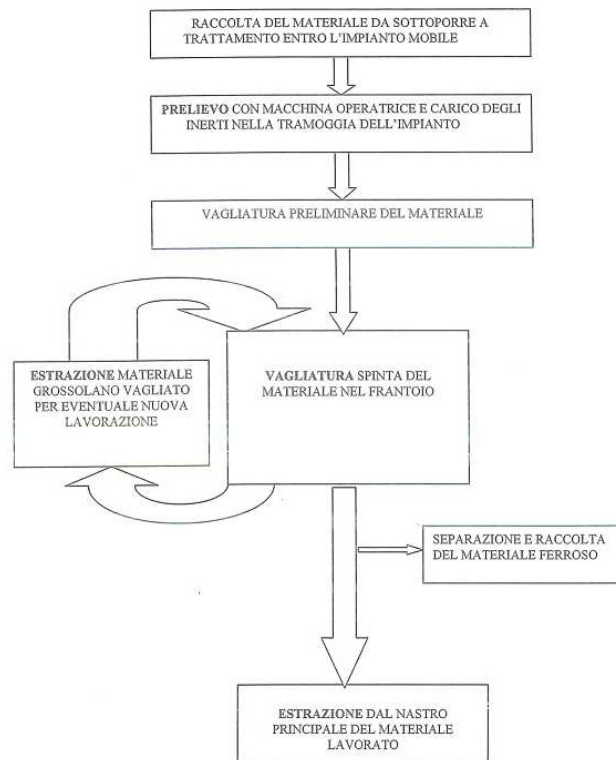 RACCOLTA DEL MATERIALE DA SOTTOPORRE A
TRATTAMENTO ENTRO L'IMPIANTO MOBILE
PRELIEVO CON MACCHINA OPERATRICE E CARICO DEGLI
INERTI NELLA TRAMOGGIA DELL'IMPIANTO
VAGLIATURA PRELIMINARE DEL MATERIALE
ESTRAZIONE MATERIALE
GROSSOLANO VAGLIATO
PER EVENTUALE NUOVA
LAVORAZIONE
VAGLIATURA SPINTA DEL
MATERIALE NEL FRANTOIO
SEPARAZIONE E RACCOLTA
DEL MATERIALE FERROSO
ESTRAZIONE DAL NASTRO
PRINCIPALE DEL MATERIALE
LAVORATO